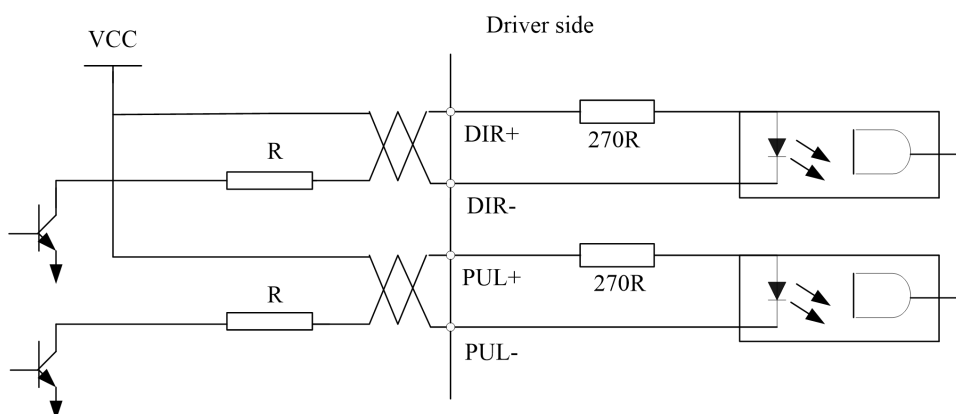 Driver side
VCC
DIR+
270R
R
DIR-
PUL+
270R
R
PUL-